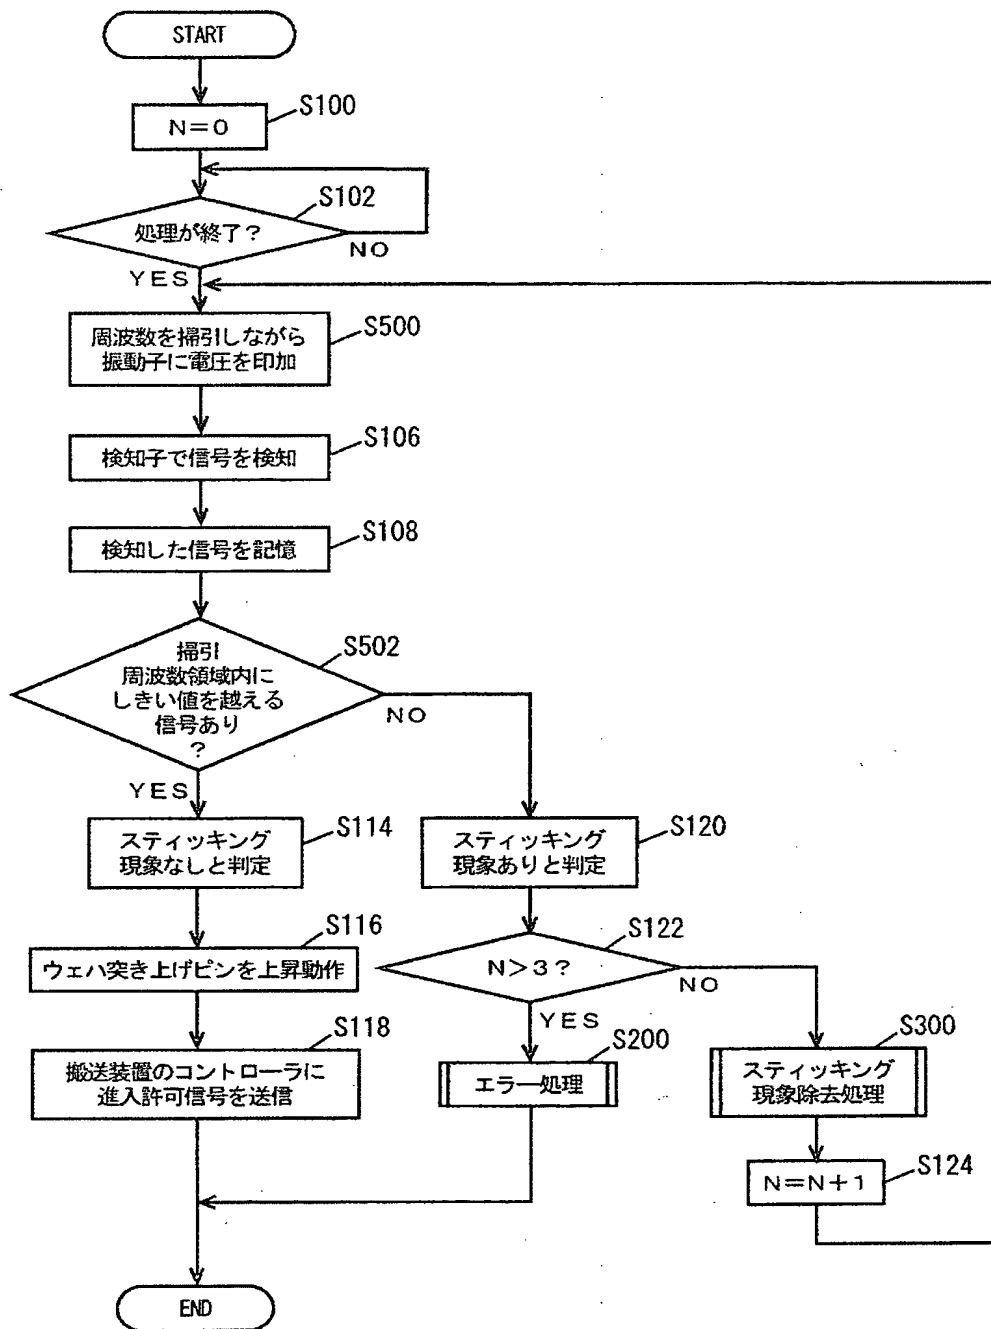 START
S100
N=0
S102
処理が終了?
NO
YES
S500
周波数を掃引しながら
振動子に電圧を印加
S106
検知子で信号を検知
S108
検知した信号を記憶
S502
掃引
周波数領域内に
しきい値を越える
信号あり
?
NO
YES
S114
スティッキング
現象なしと判定
S120
スティッキング
現象ありと判定
S116
ウェハ突き上げピンを上昇動作
S122
N>3?
NO
YES
S118
搬送装置のコントローラに
進入許可信号を送信
S200
エラー処理
S300
スティッキング
現象除去処理
S124
N=N+1
END